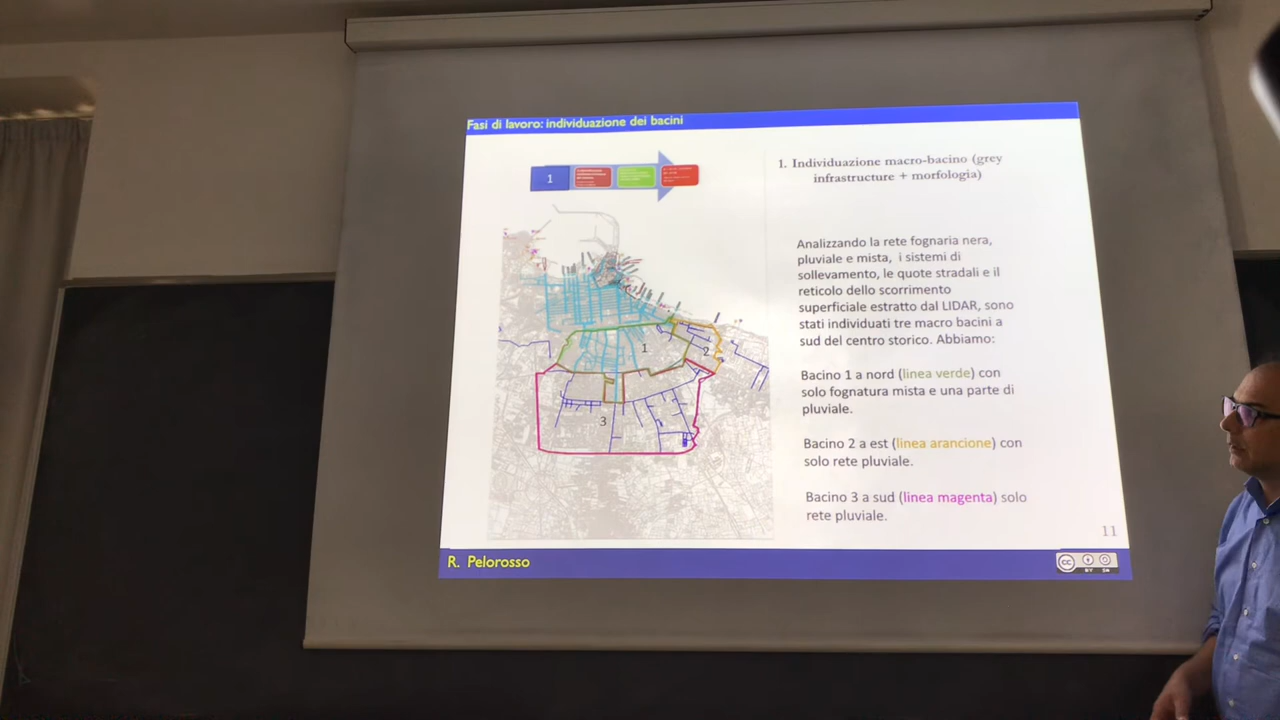 Fasi di lavoro: individuazione dei bacini
1
1. Individuazione macro-bacino (grey
infrastructure + morfologia)
1
2
3
Analizzando la rete fognaria nera,
pluviale e mista, i sistemi di
sollevamento, le quote stradali e il
reticolo dello scorrimento
superficiale estratto dal LIDAR, sono
stati individuati tre macro bacini a
sud del centro storico. Abbiamo:
Bacino 1 a nord (linea verde) con
solo fognatura mista e una parte di
pluviale.
Bacino 2 a est (linea arancione) con
solo rete pluviale.
Bacino 3 a sud (linea magenta) solo
rete pluviale.
11
R. Pelorosso
cc
BY SA